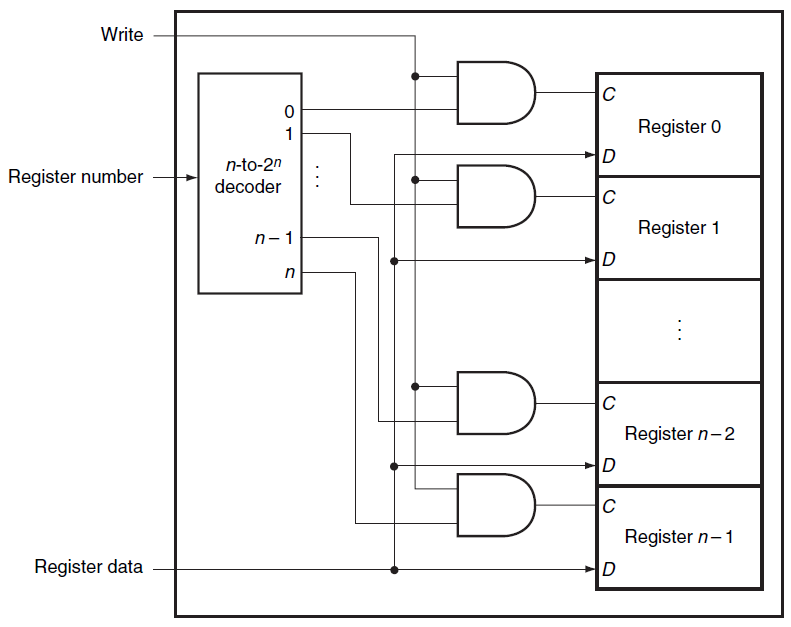 Write
C
0
Register 0
1
n-to-2ⁿ
decoder
⋮
D
Register number
C
Register 1
n – 1
D
n
⋮
C
Register n – 2
D
C
Register n – 1
Register data
D